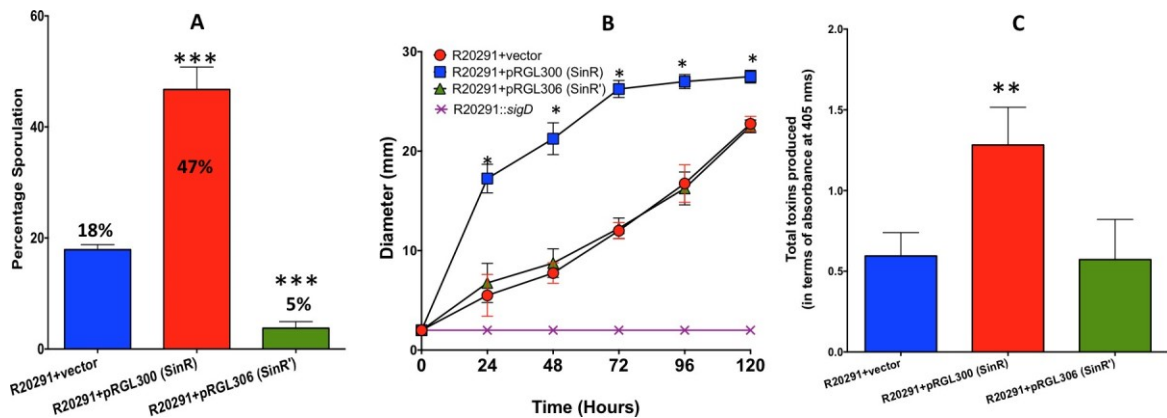 A
Percentage Sporulation
60
40
20
0
18%
***
47%
***
5%
R20291+vector
R20291+pRGL300 (SinR)
R20291+pRGL306 (SinR')
B
R20291+vector
R20291+pRGL300 (SinR)
R20291+pRGL306 (SinR')
R20291::sigD
Diameter (mm)
30
20
10
0
*
*
*
*
*
0
24
48
72
96
120
Time (Hours)
C
Total toxins produced
(in terms of absorbance at 405 nms)
2.0
1.5
1.0
0.5
0.0
**
R20291+vector
R20291+pRGL300 (SinR)
R20291+pRGL306 (SinR')